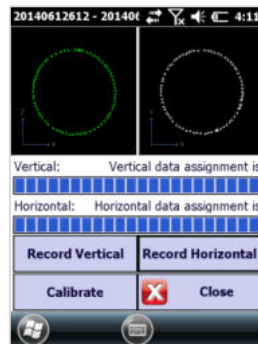 20140612612 - 201406 4:11
Vertical: Vertical data assignment is
Horizontal: Horizontal data assignment is
Record Vertical Record Horizontal
Calibrate Close